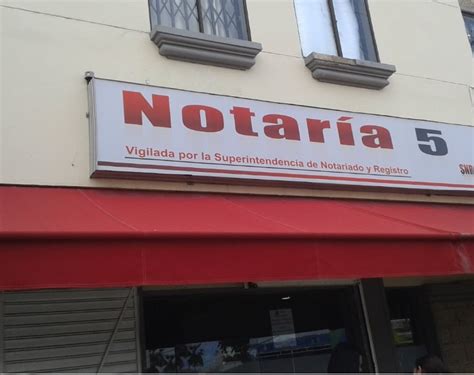 Notaría 5
Vigilada por la Superintendencia de Notariado y Registro